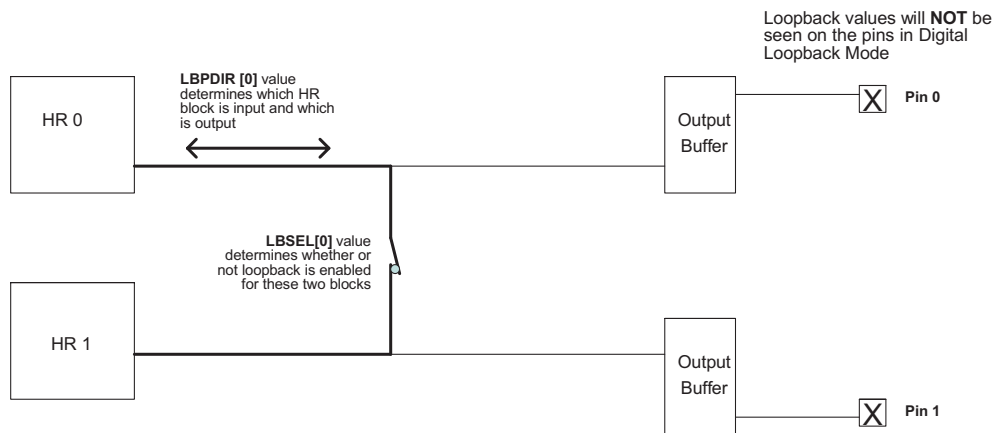 Loopback values will NOT be
seen on the pins in Digital
Loopback Mode
LBPDIR [0] value
determines which HR
block is input and which
is output
HR 0
Output
Buffer
X
Pin 0
LBSEL[0] value
determines whether or
not loopback is enabled
for these two blocks
HR 1
Output
Buffer
X
Pin 1